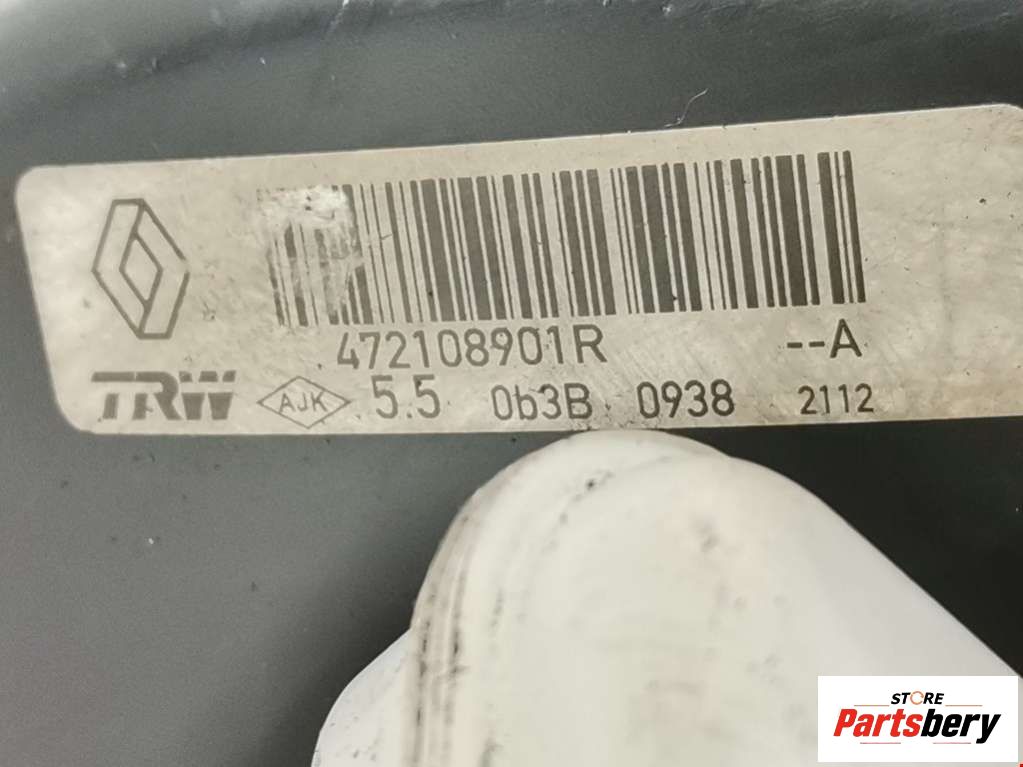 472108901R --A
TRW AJK 5.5 0b3B 0938 2112
STORE
Partsbery